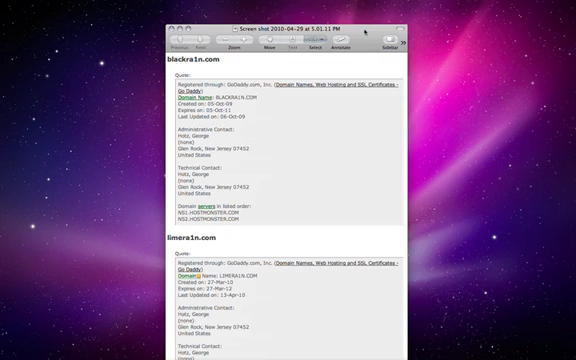 Screen shot 2010-04-29 at 5.01.11 PM
Previous Next Zoom Move Text Select Annotate Sidebar
blackra1n.com
Quote:
Registered through: GoDaddy.com, Inc. (Domain Names, Web Hosting and SSL Certificates -
Go Daddy)
Domain Name: BLACKRA1N.COM
Created on: 05-Oct-09
Expires on: 05-Oct-11
Last Updated on: 06-Oct-09
Administrative Contact:
Hotz, George
(none)
Glen Rock, New Jersey 07452
United States
Technical Contact:
Hotz, George
(none)
Glen Rock, New Jersey 07452
United States
Domain servers in listed order:
NS1.HOSTMONSTER.COM
NS2.HOSTMONSTER.COM
limera1n.com
Quote:
Registered through: GoDaddy.com, Inc. (Domain Names, Web Hosting and SSL Certificates -
Go Daddy)
Domain Name: LIMERA1N.COM
Created on: 27-Mar-10
Expires on: 27-Mar-12
Last Updated on: 13-Apr-10
Administrative Contact:
Hotz, George
(none)
Glen Rock, New Jersey 07452
United States
Technical Contact:
Hotz, George